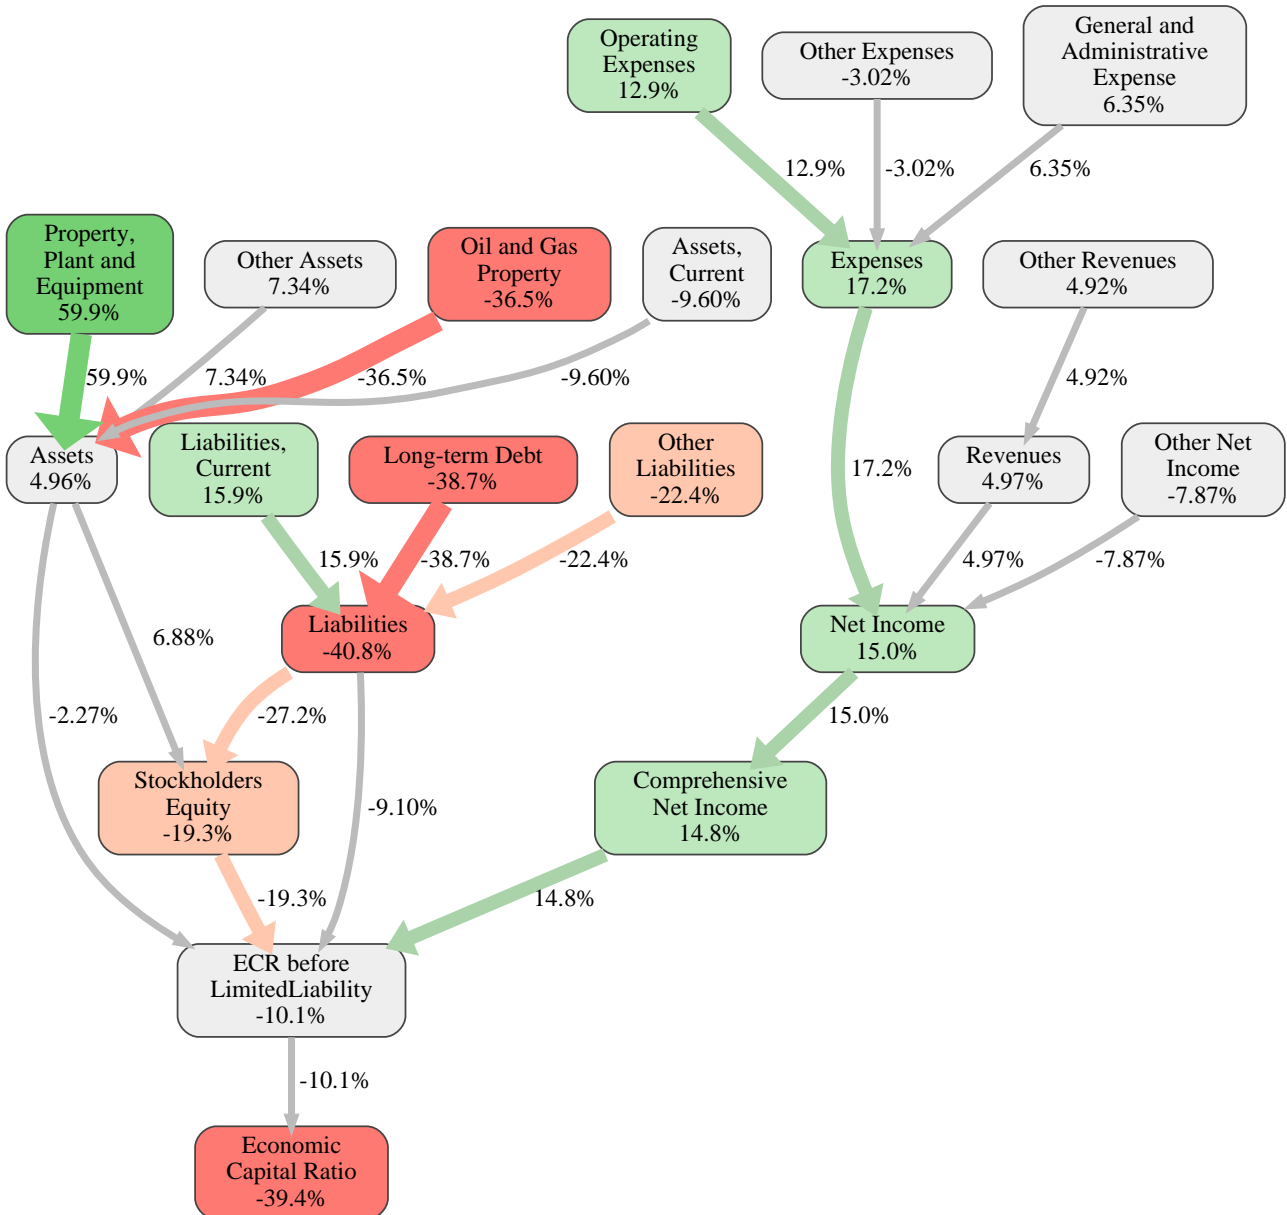 Operating
Expenses
12.9%
Other Expenses
-3.02%
General and
Administrative
Expense
6.35%
12.9%
-3.02%
6.35%
Property,
Plant and
Equipment
59.9%
Other Assets
7.34%
Oil and Gas
Property
-36.5%
Assets,
Current
-9.60%
Expenses
17.2%
Other Revenues
4.92%
59.9%
7.34%
-36.5%
-9.60%
4.92%
Assets
4.96%
Liabilities,
Current
15.9%
Long-term Debt
-38.7%
Other
Liabilities
-22.4%
17.2%
Revenues
4.97%
Other Net
Income
-7.87%
15.9%
-38.7%
-22.4%
4.97%
-7.87%
6.88%
Liabilities
-40.8%
Net Income
15.0%
-2.27%
-27.2%
15.0%
Stockholders
Equity
-19.3%
-9.10%
Comprehensive
Net Income
14.8%
-19.3%
14.8%
ECR before
LimitedLiability
-10.1%
-10.1%
Economic
Capital Ratio
-39.4%